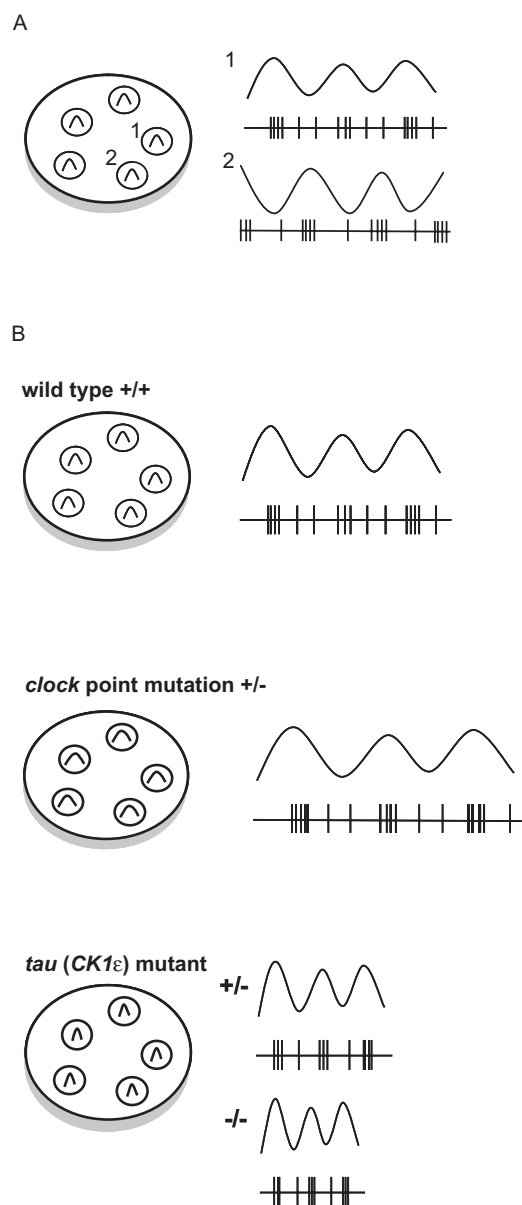 A
1
1
2
2
B
wild type +/+
clock point mutation +/-
tau (CK1ε) mutant
+/-
-/-